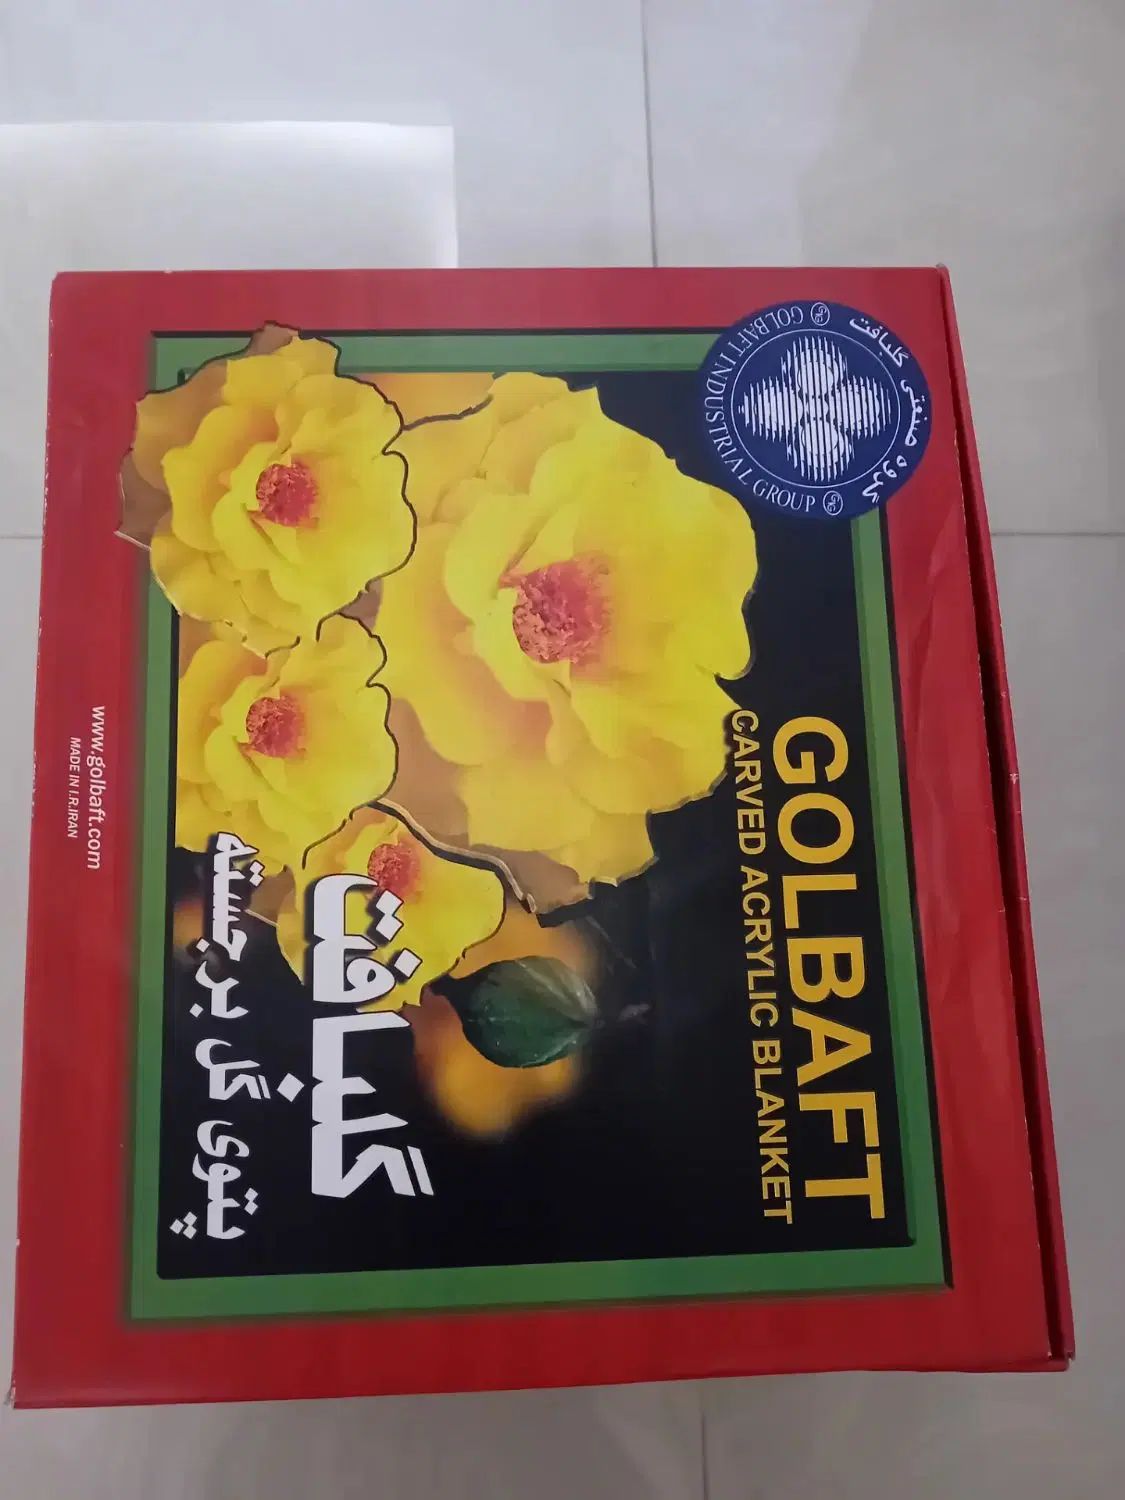 گروه صنعتی گلبافت
GOLBAFT INDUSTRIAL GROUP
GOLBAFT
CARVED ACRYLIC BLANKET
گلبافت
پتوی گل برجسته
www.golbaft.com
MADE IN I.R.IRAN